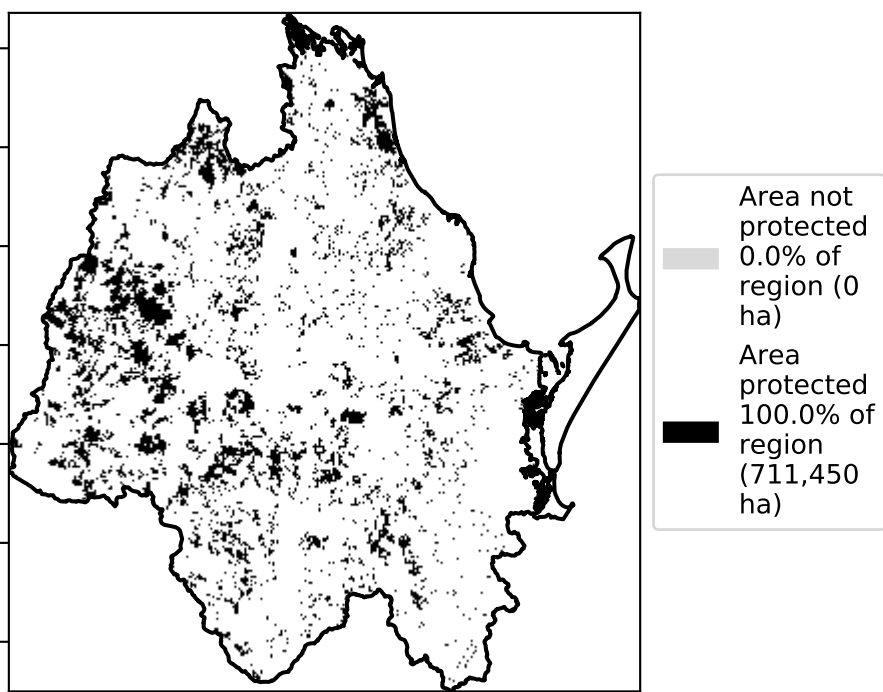 Area not
protected
0.0% of
region (0
ha)
Area
protected
100.0% of
region
(711,450
ha)